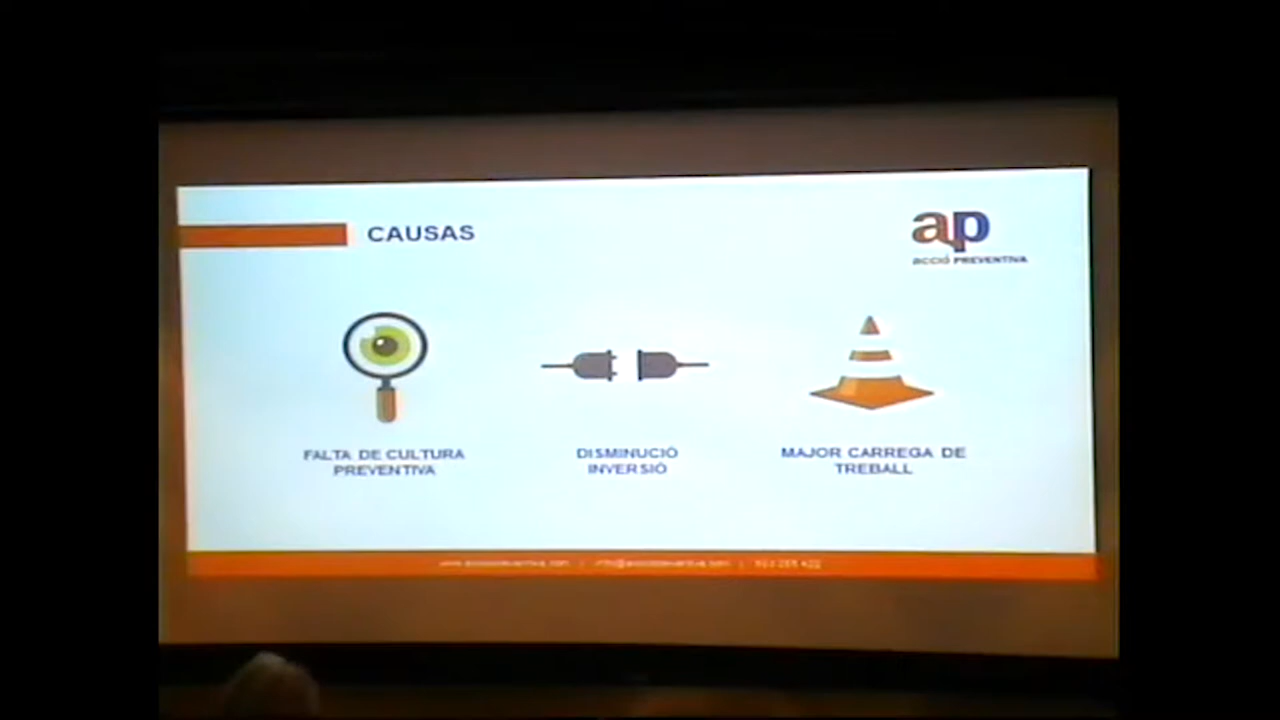 CAUSAS
ap
ACCIÓ PREVENTIVA
FALTA DE CULTURA
PREVENTIVA
DISMINUCIÓ
INVERSIÓ
MAJOR CARREGA DE
TREBALL